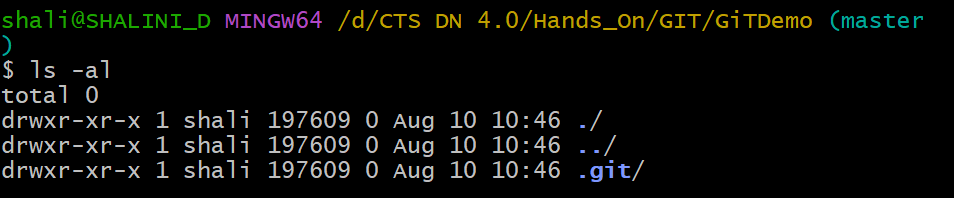 shali@SHALINI_D MINGW64 /d/CTS DN 4.0/Hands_On/GIT/GiTDemo (master
)
$ ls -al
total 0
drwxr-xr-x 1 shali 197609 0 Aug 10 10:46 ./
drwxr-xr-x 1 shali 197609 0 Aug 10 10:46 ../
drwxr-xr-x 1 shali 197609 0 Aug 10 10:46 .git/